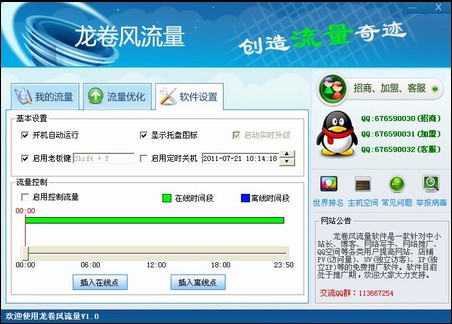 龙卷风流量
创造流量奇迹
我的流量
流量优化
软件设置
招商、加盟、客服
基本设置
开机自动运行
显示托盘图标
启动实时升级
启用老板键
Shift + F
启用定时关机
2011-07-21 10:14:18
QQ:676590030 (招商)
QQ:676590031 (加盟)
QQ:676590032 (客服)
流量控制
启用控制流量
在线时间段
离线时间段
00:00
00:00
06:00
12:00
18:00
23:50
插入在线点
插入离线点
世界排名
主机空间
常见问题
举报病毒
网站公告
龙卷风流量软件是一款针对中小
站长、博客、网络写手、网络推广、
QQ空间等各类用户提高网站、店铺
PV(访问量)、UV(独立访客)、IP(独
立IP)等的免费推广软件。软件目前
处于推广期，欢迎大家大力支持。
交流QQ群：113667254
欢迎使用龙卷风流量V1.0